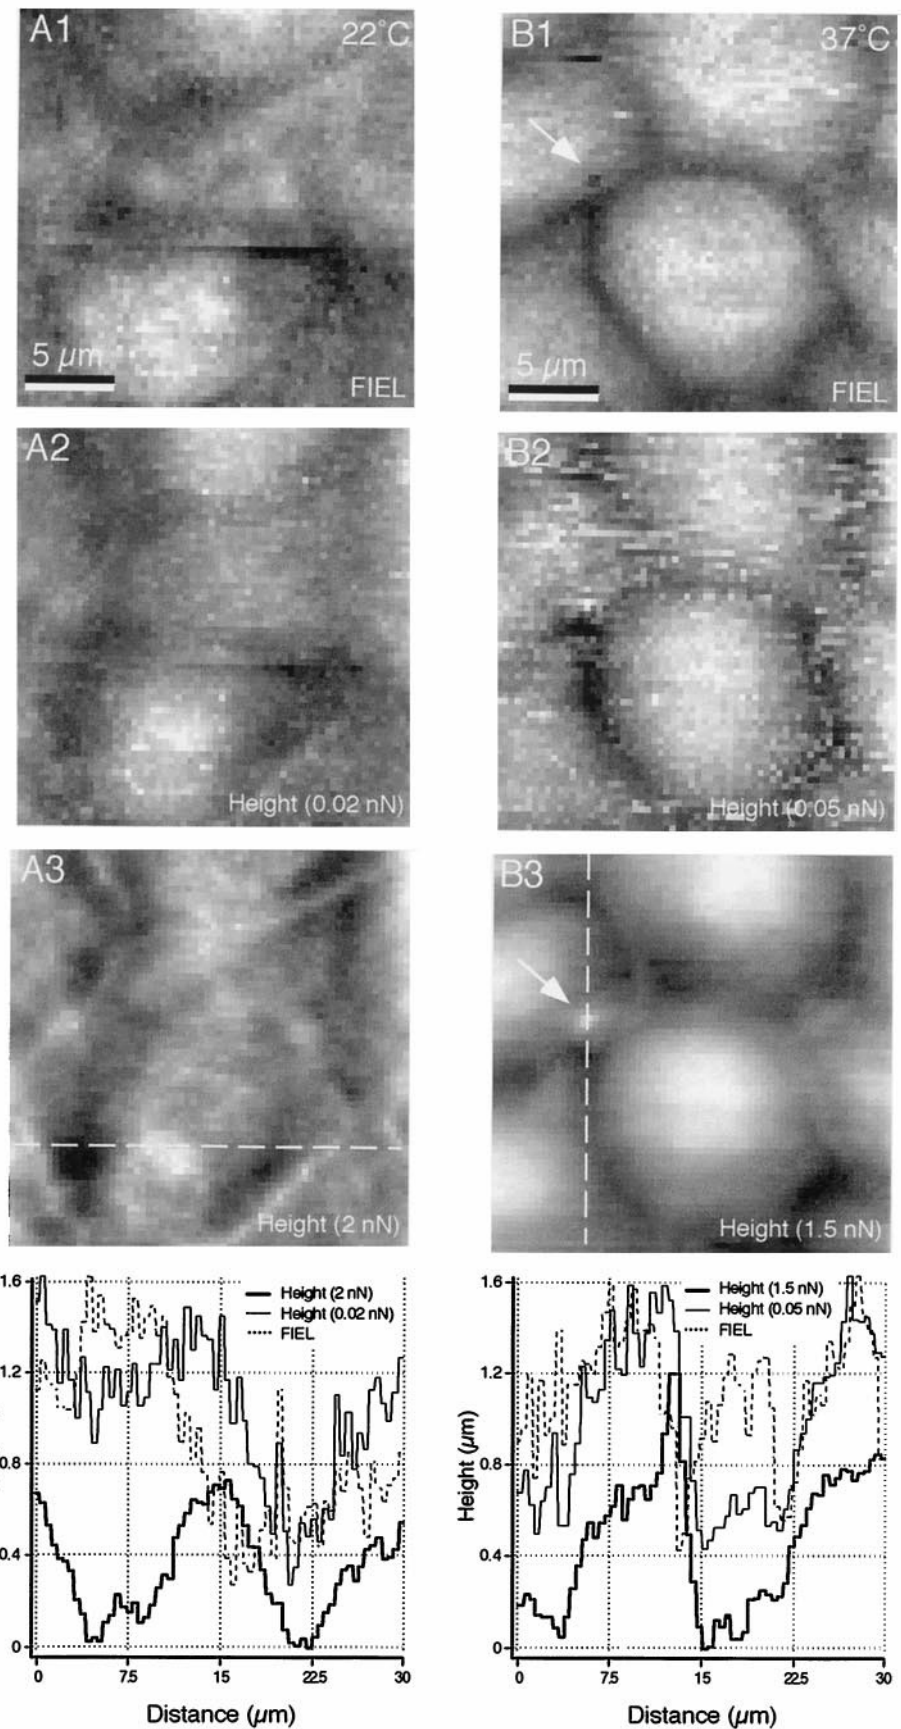 A1 22°C
5 μm
FIEL
B1 37°C
5 μm
FIEL
A2
Height (0.02 nN)
B2
Height (0.05 nN)
A3
Height (2 nN)
B3
Height (1.5 nN)
1.6
1.2
0.8
0.4
0
Height (2 nN)
Height (0.02 nN)
FIEL
0 7.5 15 22.5 30
Distance (μm)
Height (μm)
1.6
1.2
0.8
0.4
0
Height (1.5 nN)
Height (0.05 nN)
FIEL
0 7.5 15 22.5 30
Distance (μm)